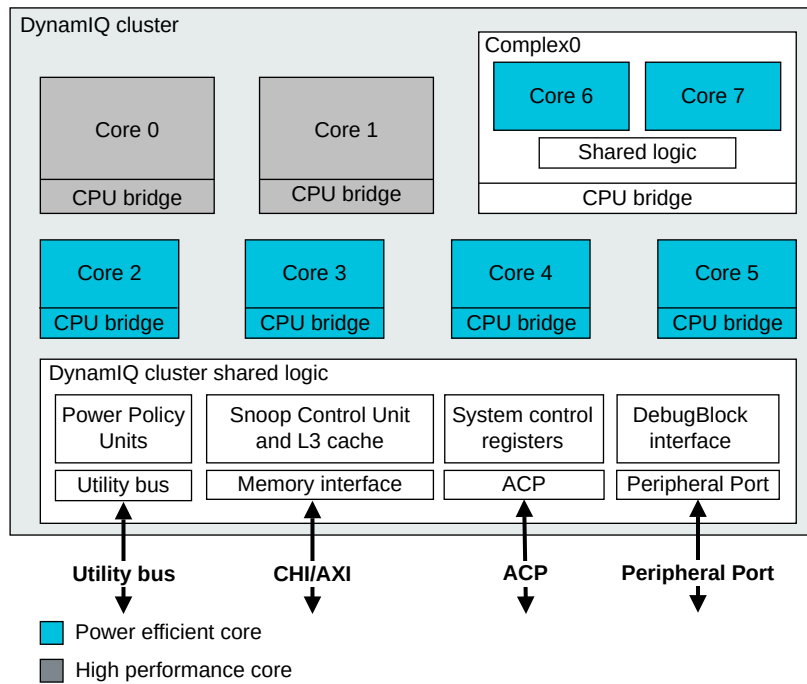 DynamIQ cluster
Complex0
Core 0
Core 1
Core 6
Core 7
Shared logic
CPU bridge
CPU bridge
CPU bridge
Core 2
Core 3
Core 4
Core 5
CPU bridge
CPU bridge
CPU bridge
CPU bridge
DynamIQ cluster shared logic
Power Policy
Units
Snoop Control Unit
and L3 cache
System control
registers
DebugBlock
interface
Utility bus
Memory interface
ACP
Peripheral Port
Utility bus
CHI/AXI
ACP
Peripheral Port
Power efficient core
High performance core